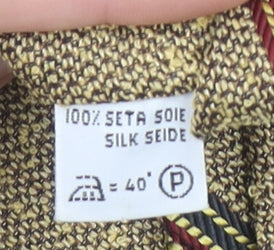 100% SETA SOIE
SILK SEIDE
= 40° P